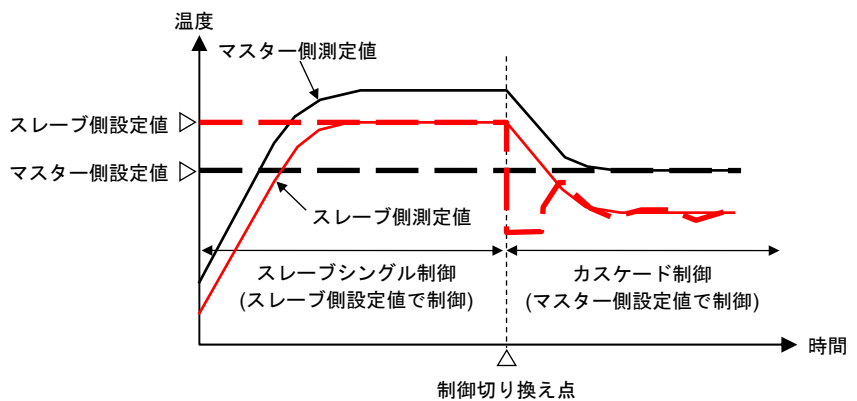 温度
マスター側測定値
スレーブ側設定値
マスター側設定値
スレーブ側測定値
スレーブシングル制御
(スレーブ側設定値で制御)
カスケード制御
(マスター側設定値で制御)
時間
制御切り換え点